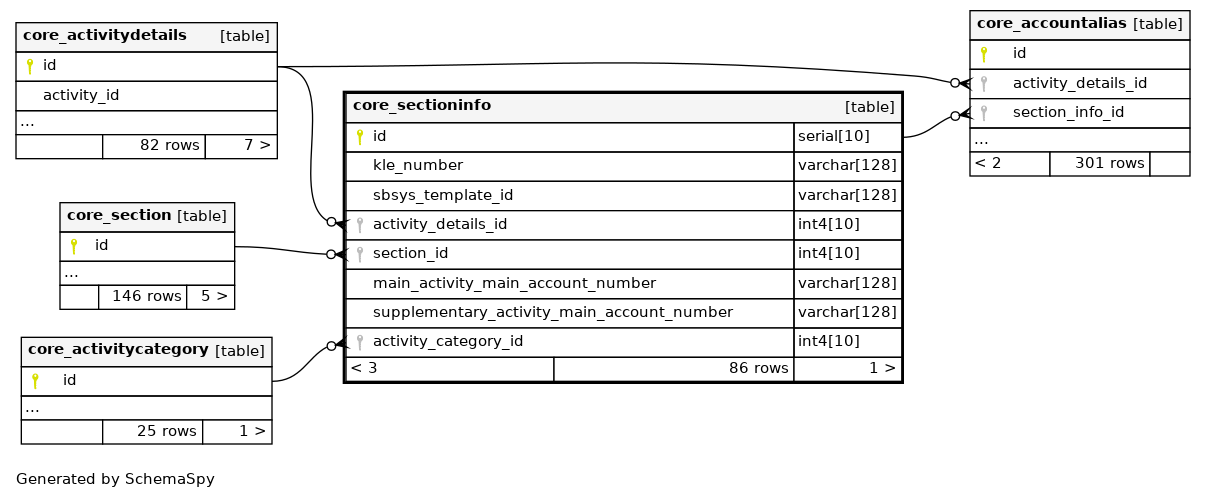 core_activitydetails [table]
id
activity_id
...
82 rows 7 >
core_section [table]
id
...
146 rows 5 >
core_activitycategory [table]
id
...
25 rows 1 >
core_sectioninfo [table]
id serial[10]
kle_number varchar[128]
sbsys_template_id varchar[128]
activity_details_id int4[10]
section_id int4[10]
main_activity_main_account_number varchar[128]
supplementary_activity_main_account_number varchar[128]
activity_category_id int4[10]
< 3 86 rows 1 >
core_accountalias [table]
id
activity_details_id
section_info_id
...
< 2 301 rows
Generated by SchemaSpy